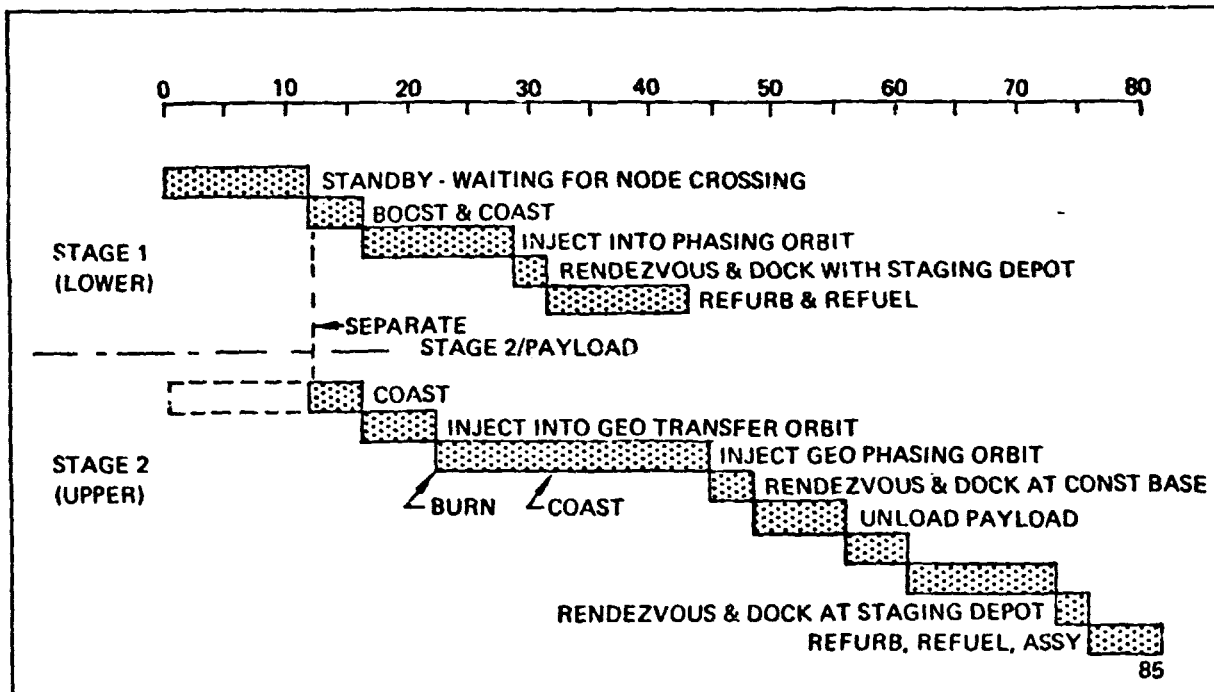 0 10 20 30 40 50 60 70 80
STANDBY - WAITING FOR NODE CROSSING
BOOST & COAST
INJECT INTO PHASING ORBIT
STAGE 1
(LOWER)
RENDEZVOUS & DOCK WITH STAGING DEPOT
REFURB & REFUEL
SEPARATE
STAGE 2/PAYLOAD
COAST
INJECT INTO GEO TRANSFER ORBIT
INJECT GEO PHASING ORBIT
STAGE 2
(UPPER)
RENDEZVOUS & DOCK AT CONST BASE
BURN
COAST
UNLOAD PAYLOAD
RENDEZVOUS & DOCK AT STAGING DEPOT
REFURB, REFUEL, ASSY
85